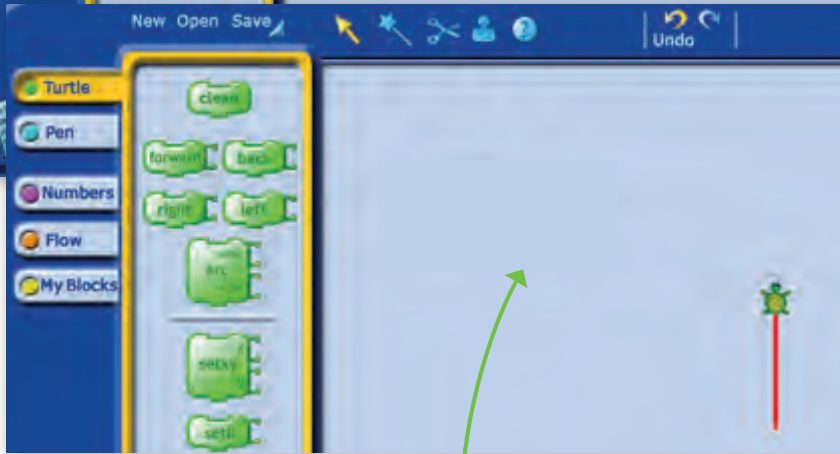 New Open Save
Undo
Turtle
Pen
Numbers
Flow
My Blocks
clean
forward back
right left
arc
setxy
seth